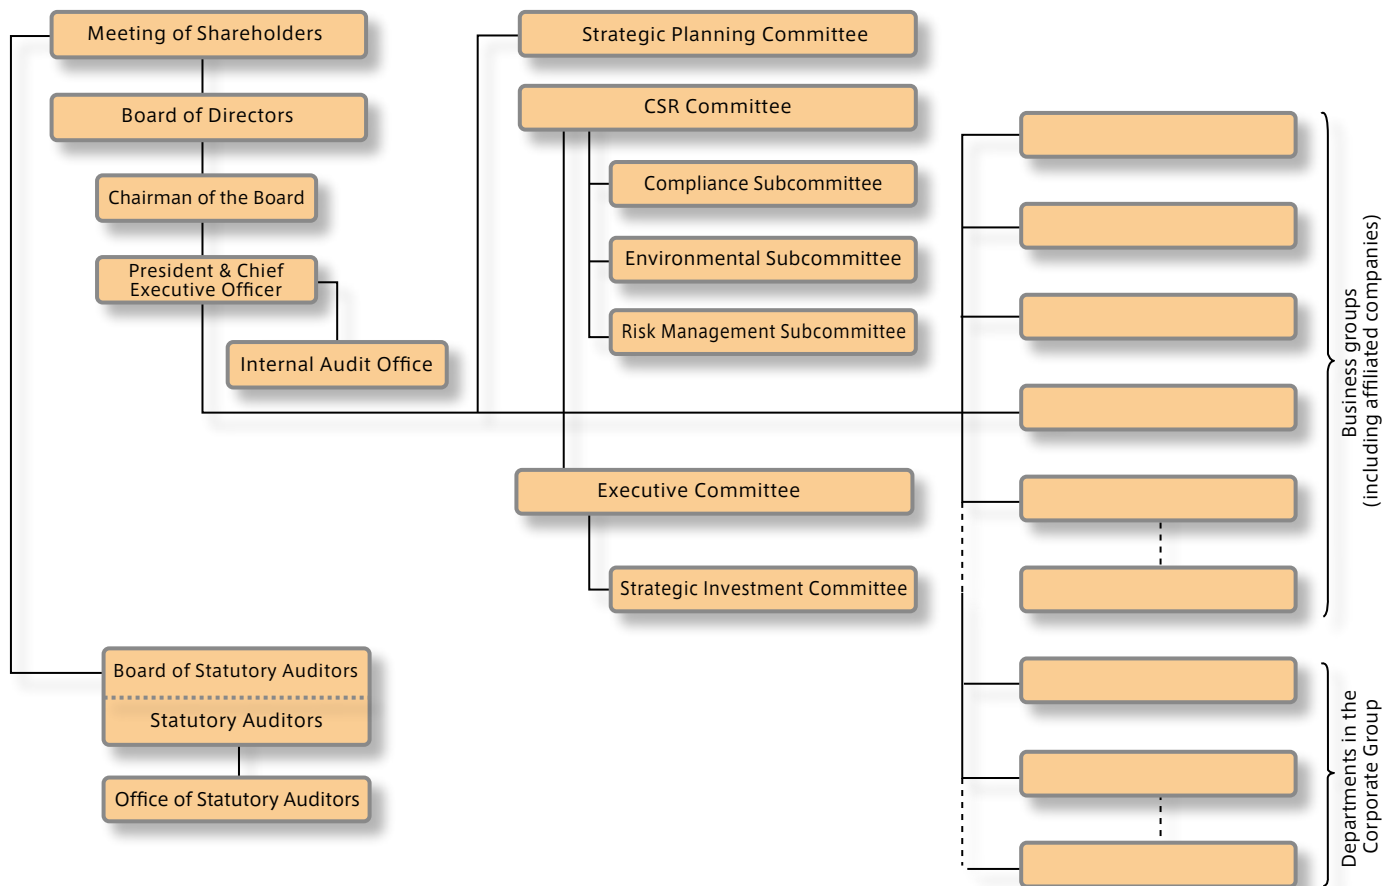 Meeting of Shareholders
Board of Directors
Chairman of the Board
President & Chief
Executive Officer
Internal Audit Office
Board of Statutory Auditors
Statutory Auditors
Office of Statutory Auditors
Strategic Planning Committee
CSR Committee
Compliance Subcommittee
Environmental Subcommittee
Risk Management Subcommittee
Executive Committee
Strategic Investment Committee
Business groups
(including affiliated companies)
Departments in the
Corporate Group